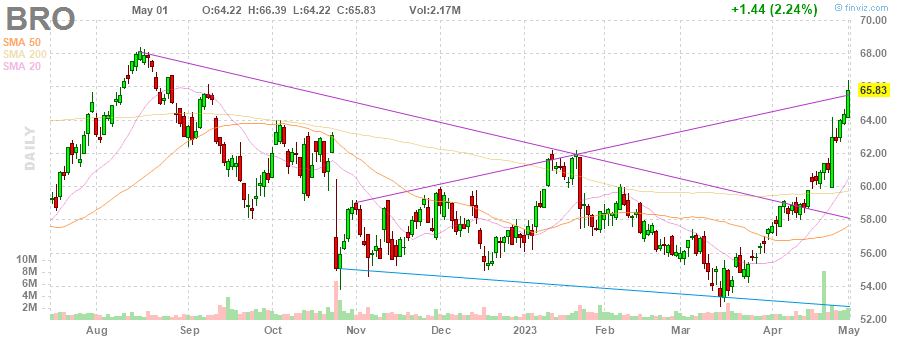 BRO May 01 O:64.22 H:66.39 L:64.22 C:65.83 Vol:2.17M +1.44 (2.24%) @ finviz.com
70.00
SMA 50
SMA 200
SMA 20
68.00
65.83
64.00
DAILY
62.00
60.00
58.00
56.00
10M
8M
6M
54.00
4M
2M
52.00
Aug Sep Oct Nov Dec 2023 Feb Mar Apr May